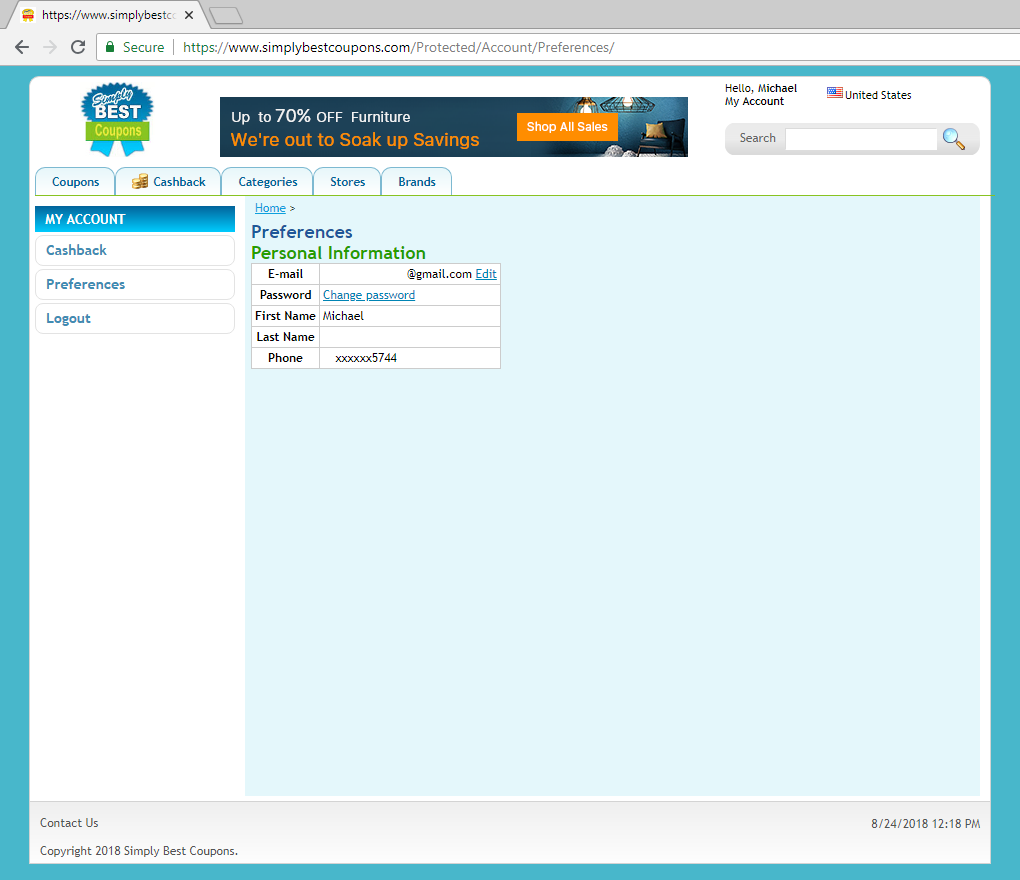 https://www.simplybestc
Secure https://www.simplybestcoupons.com/Protected/Account/Preferences/
Simply
BEST
Coupons
Up to 70% OFF Furniture
We're out to Soak up Savings
Shop All Sales
Hello, Michael
My Account
United States
Search
Coupons Cashback Categories Stores Brands
MY ACCOUNT
Cashback
Preferences
Logout
Home >
Preferences
Personal Information
E-mail @gmail.com Edit
Password Change password
First Name Michael
Last Name
Phone xxxxxx5744
Contact Us
8/24/2018 12:18 PM
Copyright 2018 Simply Best Coupons.